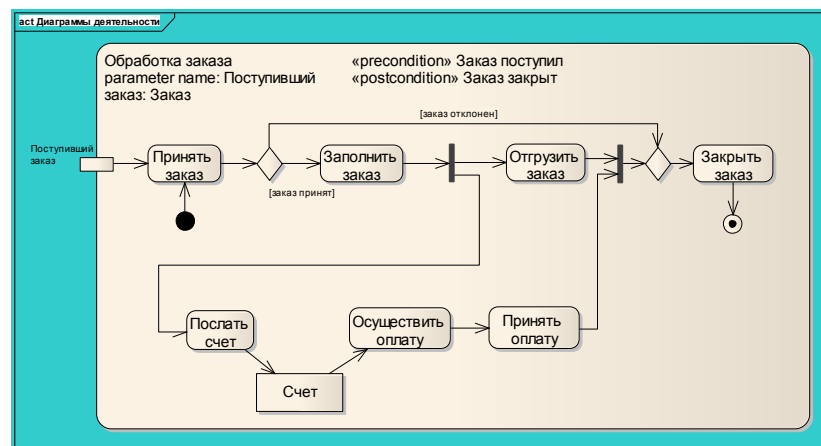 act Диаграммы деятельности
Обработка заказа
parameter name: Поступивший
заказ: Заказ
«precondition» Заказ поступил
«postcondition» Заказ закрыт
[заказ отклонен]
Поступивший
заказ
Принять
заказ
Заполнить
заказ
Отгрузить
заказ
Закрыть
заказ
[заказ принят]
Послать
счет
Осуществить
оплату
Принять
оплату
Счет